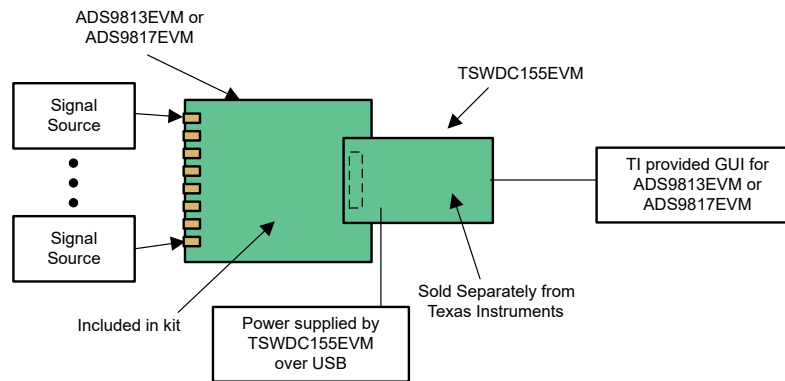 ADS9813EVM or
ADS9817EVM
TSWDC155EVM
Signal
Source
TI provided GUI for
ADS9813EVM or
ADS9817EVM
Signal
Source
Included in kit
Power supplied by
TSWDC155EVM
over USB
Sold Separately from
Texas Instruments